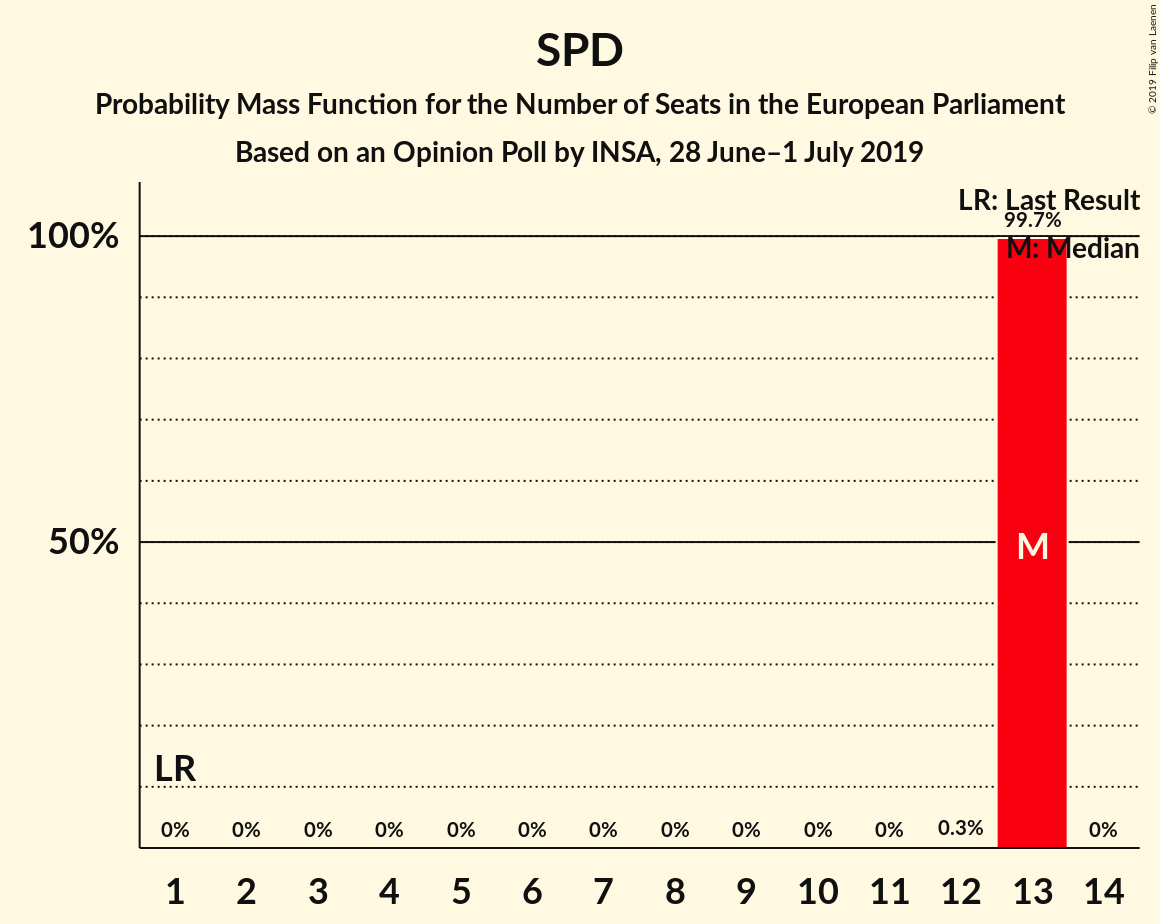 SPD
Probability Mass Function for the Number of Seats in the European Parliament
Based on an Opinion Poll by INSA, 28 June–1 July 2019
© 2019 Filip van Laenen
LR: Last Result
99.7%
100%
M: Median
50%
M
LR
0% 0% 0% 0% 0% 0% 0% 0% 0% 0% 0% 0.3% 0%
1 2 3 4 5 6 7 8 9 10 11 12 13 14